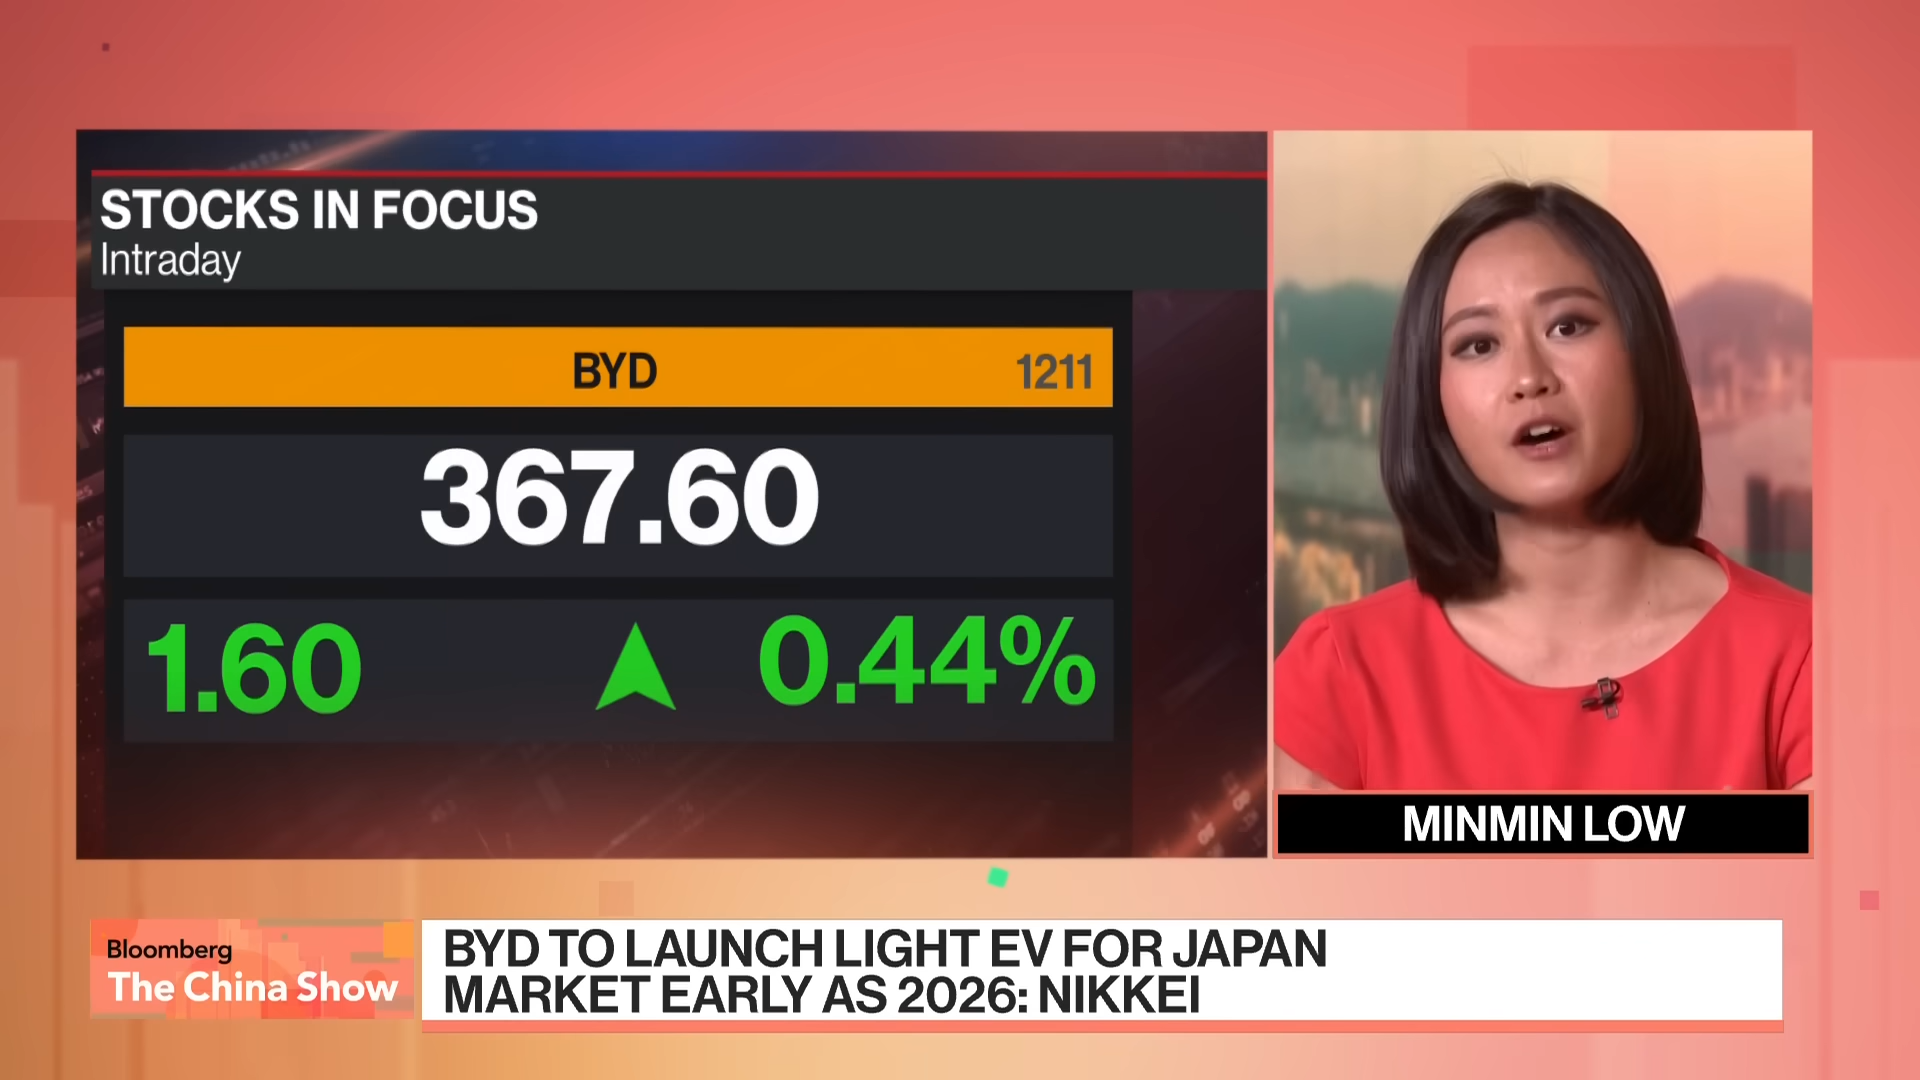 STOCKS IN FOCUS
Intraday
BYD 1211
367.60
1.60 0.44%
MINMIN LOW
Bloomberg
The China Show
BYD TO LAUNCH LIGHT EV FOR JAPAN
MARKET EARLY AS 2026: NIKKEI